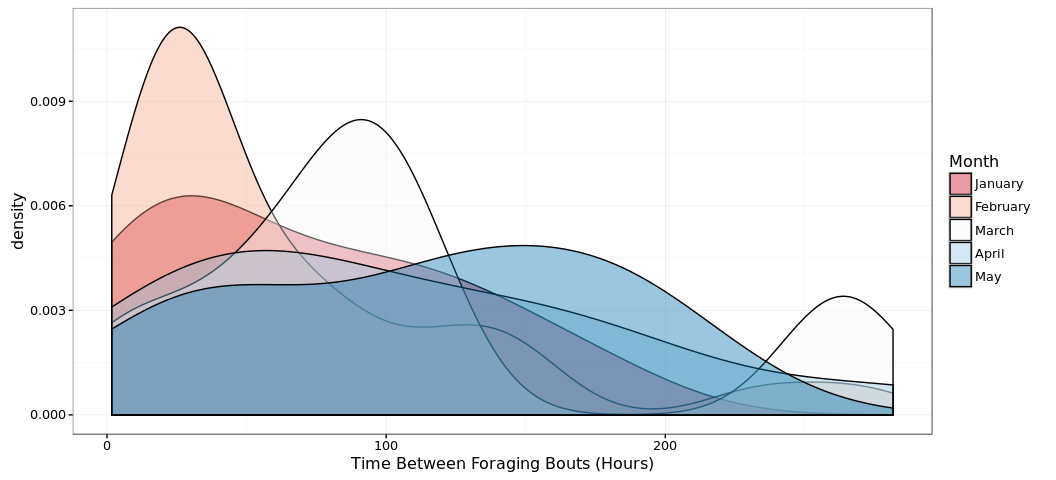 density
0.009
0.006
0.003
0.000
0
100
200
Time Between Foraging Bouts (Hours)
Month
January
February
March
April
May